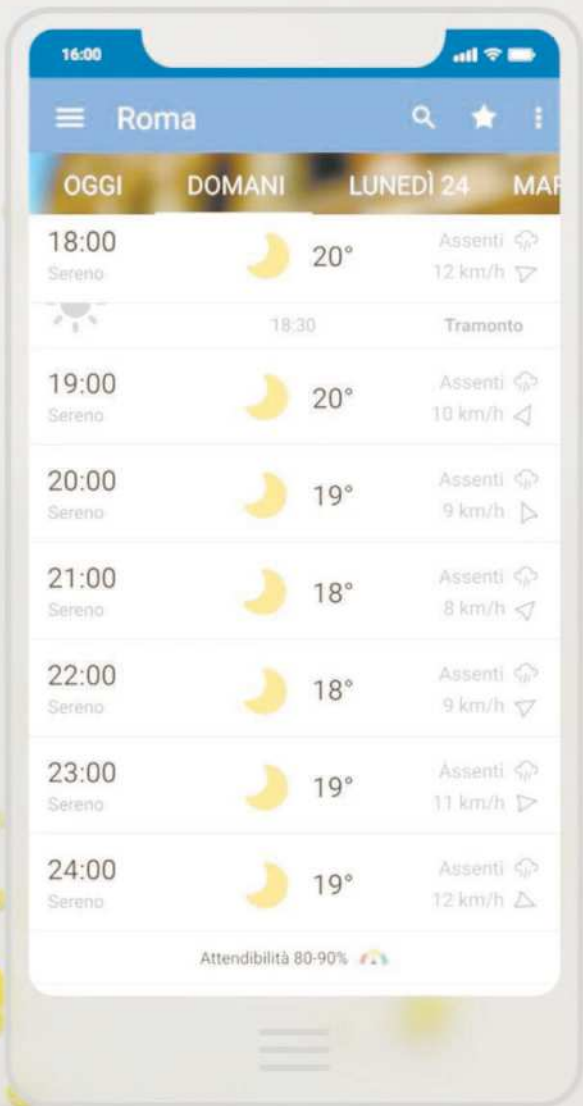 16:00
Roma
OGGI DOMANI LUNEDÌ 24 MAR
18:00 20° Assenti
Sereno 12 km/h
18:30 Tramonto
19:00 20° Assenti
Sereno 10 km/h
20:00 19° Assenti
Sereno 9 km/h
21:00 18° Assenti
Sereno 8 km/h
22:00 18° Assenti
Sereno 9 km/h
23:00 19° Assenti
Sereno 11 km/h
24:00 19° Assenti
Sereno 12 km/h
Attendibilità 80-90%